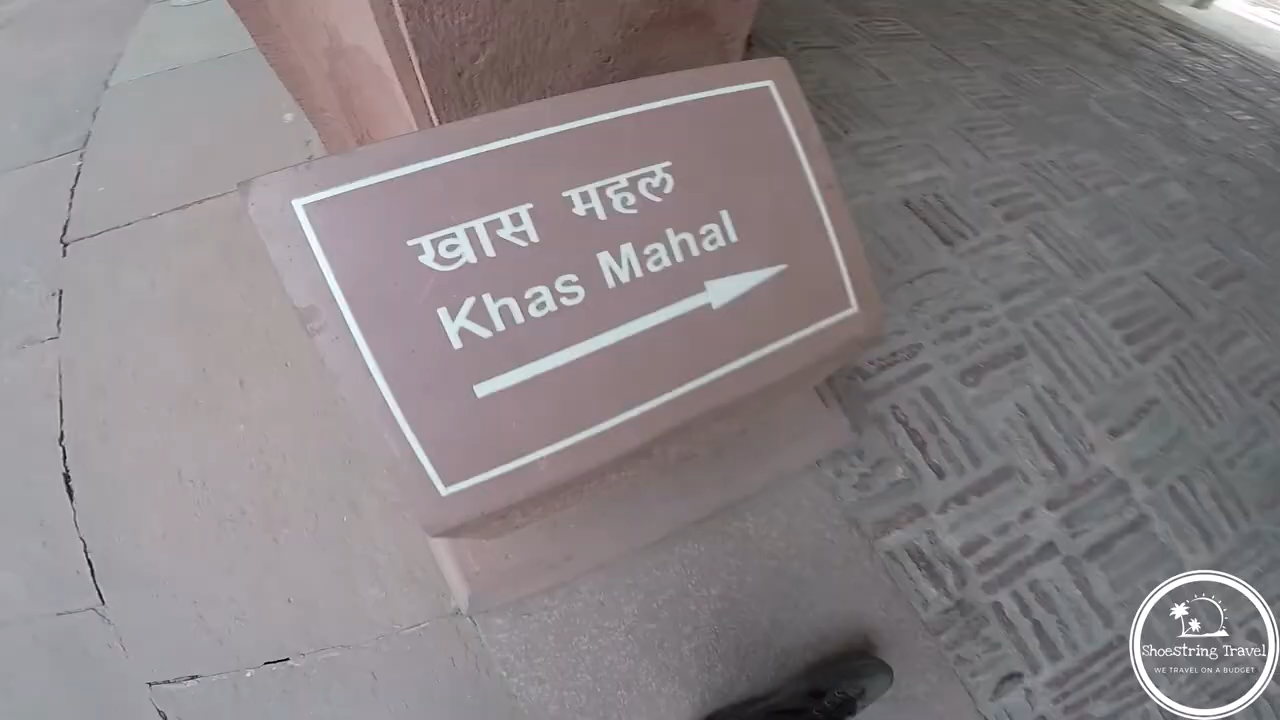 खास महल
Khas Mahal
Shoestring Travel
WE TRAVEL ON A BUDGET